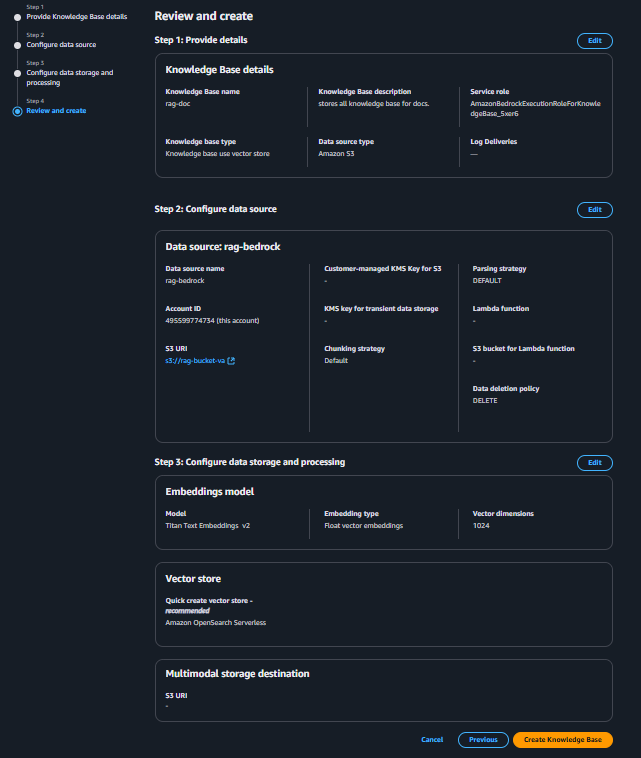 Step 1
Provide Knowledge Base details
Step 2
Configure data source
Step 3
Configure data storage and
processing
Step 4
Review and create
Review and create
Step 1: Provide details
Edit
Knowledge Base details
Knowledge Base name
rag-doc
Knowledge Base description
stores all knowledge base for docs.
Service role
AmazonBedrockExecutionRoleForKnowle
dgeBase_5xer6
Knowledge base type
Knowledge base use vector store
Data source type
Amazon S3
Log Deliveries
—
Step 2: Configure data source
Edit
Data source: rag-bedrock
Data source name
rag-bedrock
Account ID
495599774734 (this account)
S3 URI
s3://rag-bucket-va
Customer-managed KMS Key for S3
-
KMS key for transient data storage
-
Chunking strategy
Default
Parsing strategy
DEFAULT
Lambda function
-
S3 bucket for Lambda function
-
Data deletion policy
DELETE
Step 3: Configure data storage and processing
Edit
Embeddings model
Model
Titan Text Embeddings v2
Embedding type
Float vector embeddings
Vector dimensions
1024
Vector store
Quick create vector store -
recommended
Amazon OpenSearch Serverless
Multimodal storage destination
S3 URI
-
Cancel
Previous
Create Knowledge Base